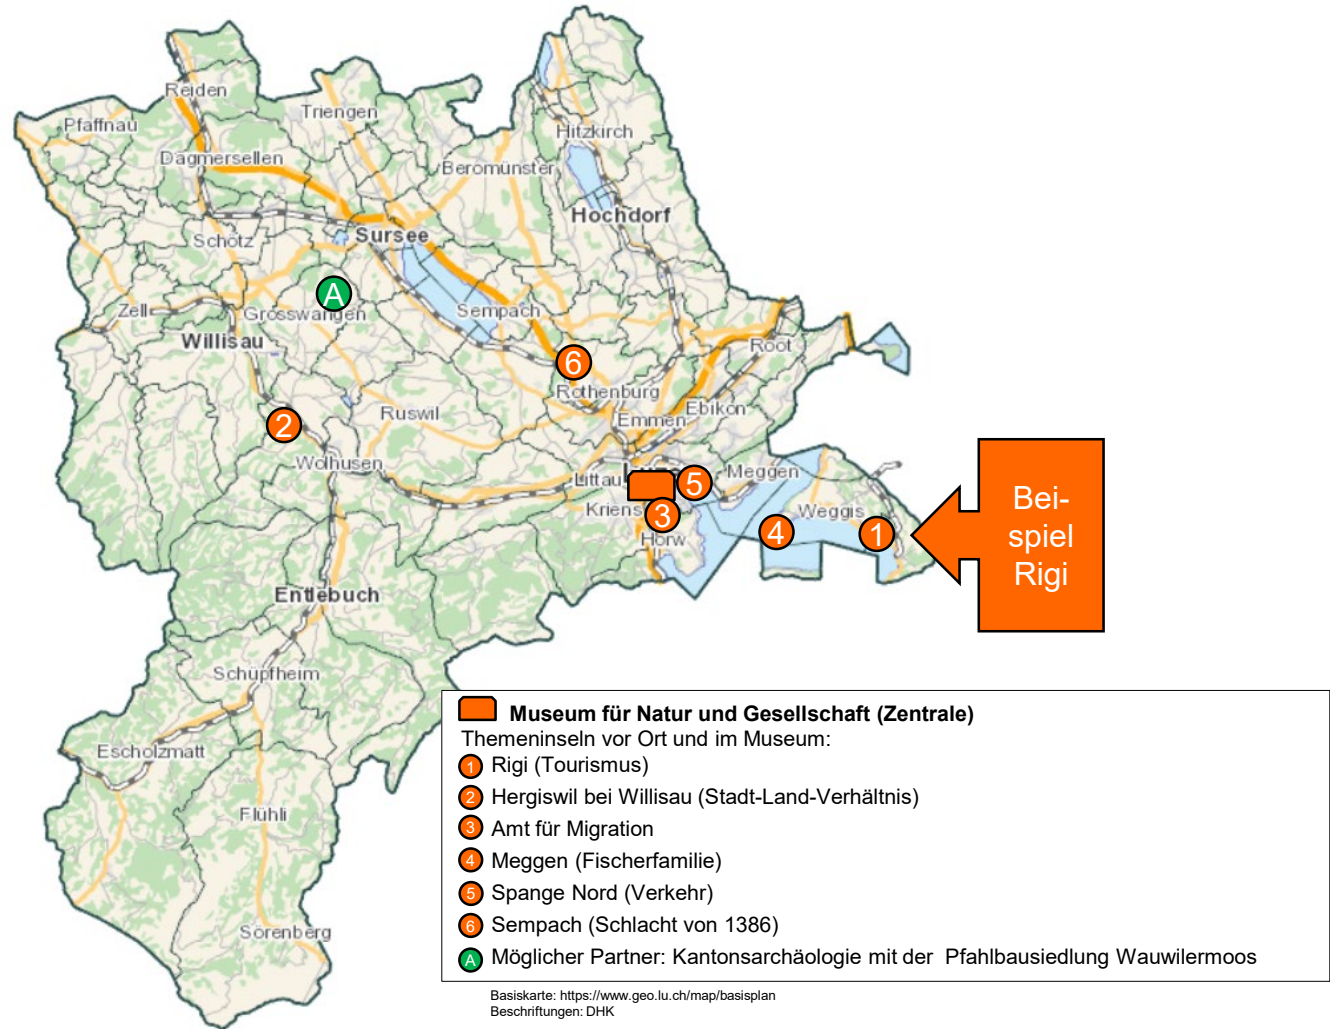 Reiden
Pfaffnau
Triengen
Hitzkirch
Dagmersellen
Beromünster
Hochdorf
Schötz
Sursee
A
Zell
Grosswangen
Sempach
Willisau
Root
6
Rothenburg
Ruswil
Ebikon
2
Emmen
Wolhusen
Littau
5
Meggen
Kriens
3
Weggis
4
1
Horw
Bei-
spiel
Rigi
Entlebuch
Schüpfheim
Escholzmatt
Flühli
Sörenberg
Museum für Natur und Gesellschaft (Zentrale)
Themeninseln vor Ort und im Museum:
1 Rigi (Tourismus)
2 Hergiswil bei Willisau (Stadt-Land-Verhältnis)
3 Amt für Migration
4 Meggen (Fischerfamilie)
5 Spange Nord (Verkehr)
6 Sempach (Schlacht von 1386)
A Möglicher Partner: Kantonsarchäologie mit der Pfahlbausiedlung Wauwilermoos
Basiskarte: https://www.geo.lu.ch/map/basisplan
Beschriftungen: DHK